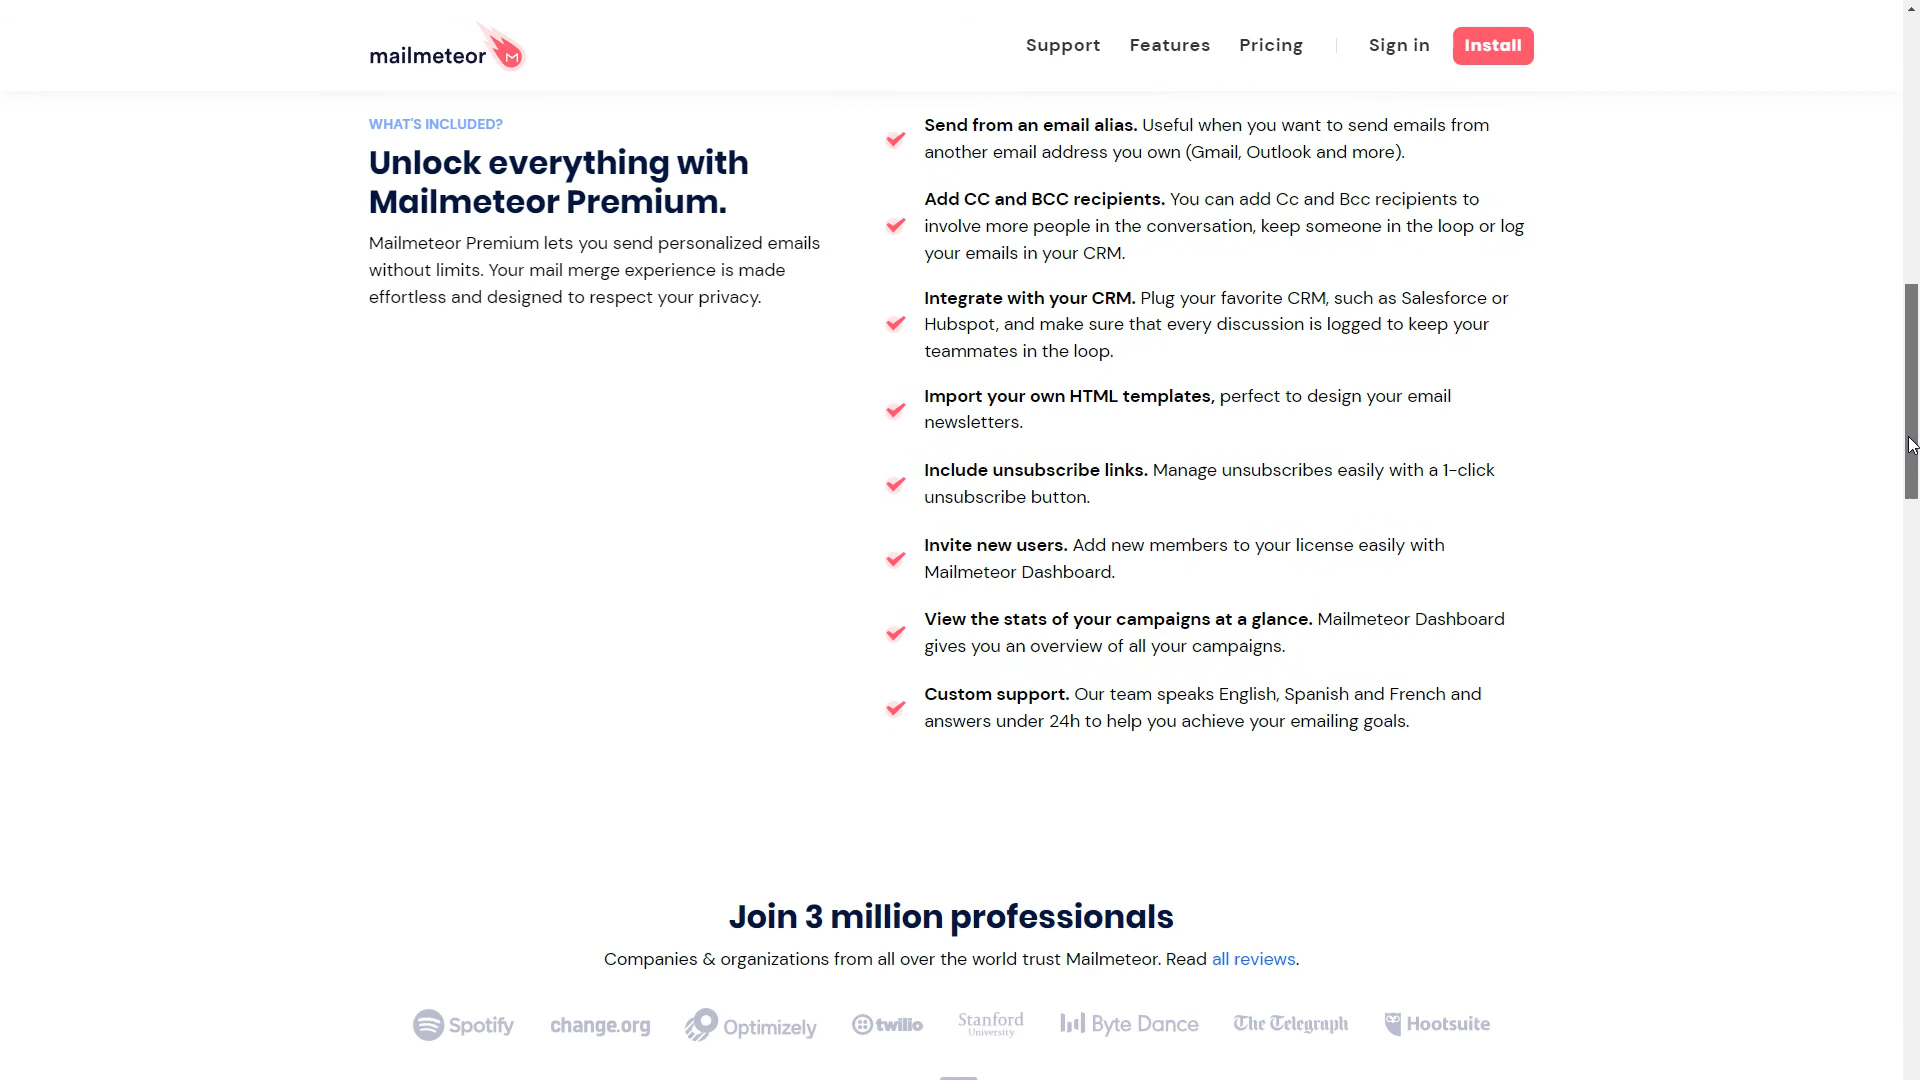 mailmeteor
Support Features Pricing Sign in Install
WHAT'S INCLUDED?
Unlock everything with
Mailmeteor Premium.
Mailmeteor Premium lets you send personalized emails
without limits. Your mail merge experience is made
effortless and designed to respect your privacy.
Send from an email alias. Useful when you want to send emails from
another email address you own (Gmail, Outlook and more).
Add CC and BCC recipients. You can add Cc and Bcc recipients to
involve more people in the conversation, keep someone in the loop or log
your emails in your CRM.
Integrate with your CRM. Plug your favorite CRM, such as Salesforce or
Hubspot, and make sure that every discussion is logged to keep your
teammates in the loop.
Import your own HTML templates, perfect to design your email
newsletters.
Include unsubscribe links. Manage unsubscribes easily with a 1-click
unsubscribe button.
Invite new users. Add new members to your license easily with
Mailmeteor Dashboard.
View the stats of your campaigns at a glance. Mailmeteor Dashboard
gives you an overview of all your campaigns.
Custom support. Our team speaks English, Spanish and French and
answers under 24h to help you achieve your emailing goals.
Join 3 million professionals
Companies & organizations from all over the world trust Mailmeteor. Read all reviews.
Spotify change.org Optimizely twilio Stanford University ByteDance The Telegraph Hootsuite